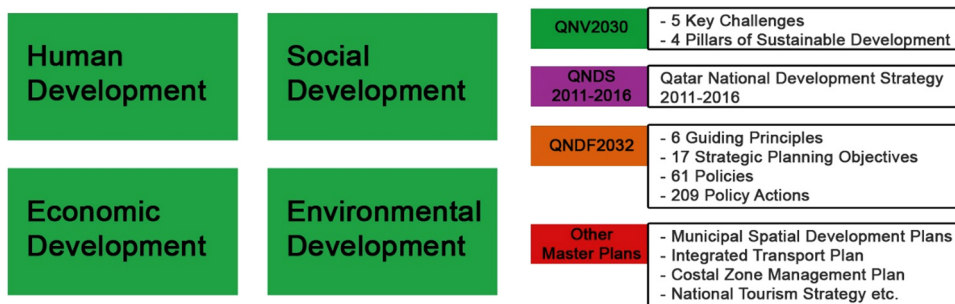 Human
Development
Social
Development
Economic
Development
Environmental
Development
QNV2030
- 5 Key Challenges
- 4 Pillars of Sustainable Development
QNDS
2011-2016
Qatar National Development Strategy
2011-2016
QNDF2032
- 6 Guiding Principles
- 17 Strategic Planning Objectives
- 61 Policies
- 209 Policy Actions
Other
Master Plans
- Municipal Spatial Development Plans
- Integrated Transport Plan
- Costal Zone Management Plan
- National Tourism Strategy etc.